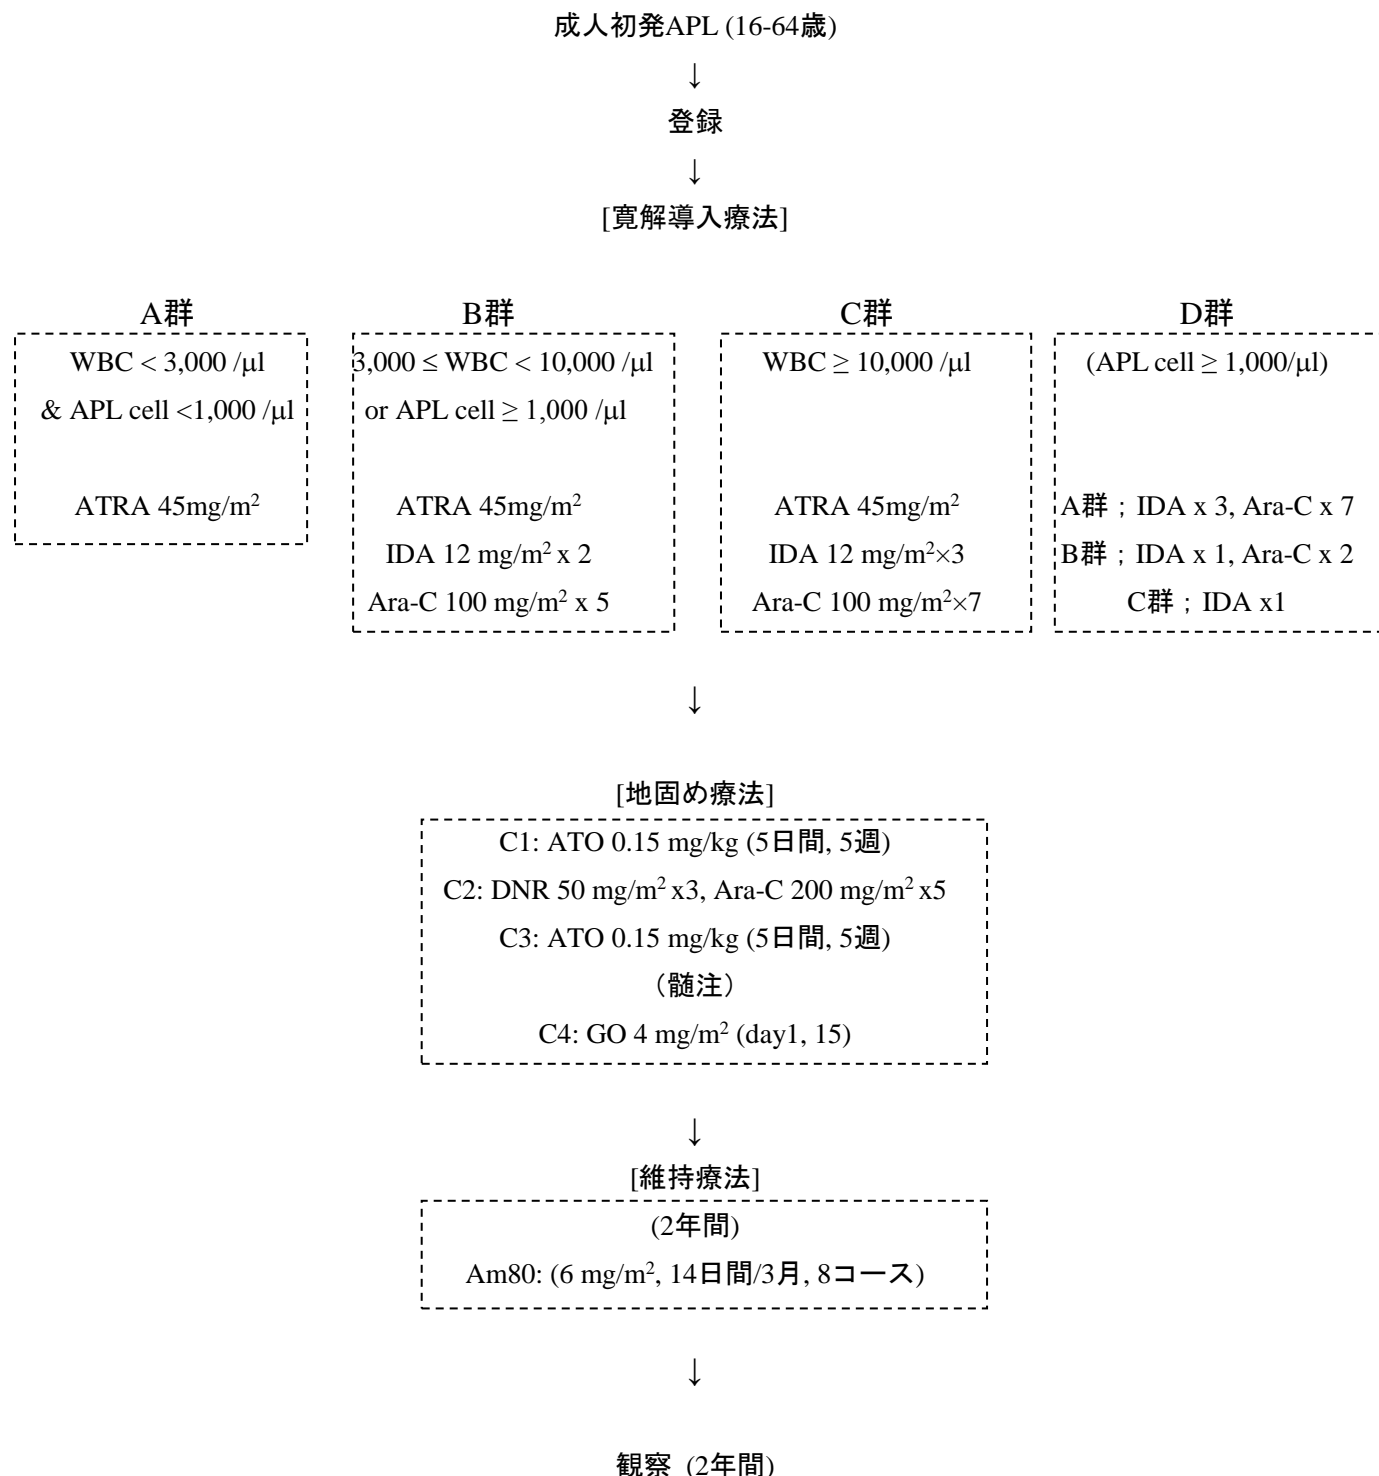 成人初発APL (16-64歳)
↓
登録
↓
[寛解導入療法]
A群
WBC < 3,000 /μl
& APL cell <1,000 /μl
ATRA 45mg/m²
B群
3,000 ≤ WBC < 10,000 /μl
or APL cell ≥ 1,000 /μl
ATRA 45mg/m²
IDA 12 mg/m² x 2
Ara-C 100 mg/m² x 5
C群
WBC ≥ 10,000 /μl
ATRA 45mg/m²
IDA 12 mg/m²×3
Ara-C 100 mg/m²×7
D群
(APL cell ≥ 1,000/μl)
A群；IDA x 3, Ara-C x 7
B群；IDA x 1, Ara-C x 2
C群；IDA x1
↓
[地固め療法]
C1: ATO 0.15 mg/kg (5日間, 5週)
C2: DNR 50 mg/m² x3, Ara-C 200 mg/m² x5
C3: ATO 0.15 mg/kg (5日間, 5週)
（髄注）
C4: GO 4 mg/m² (day1, 15)
↓
[維持療法]
(2年間)
Am80: (6 mg/m², 14日間/3月, 8コース)
↓
観察 (2年間)